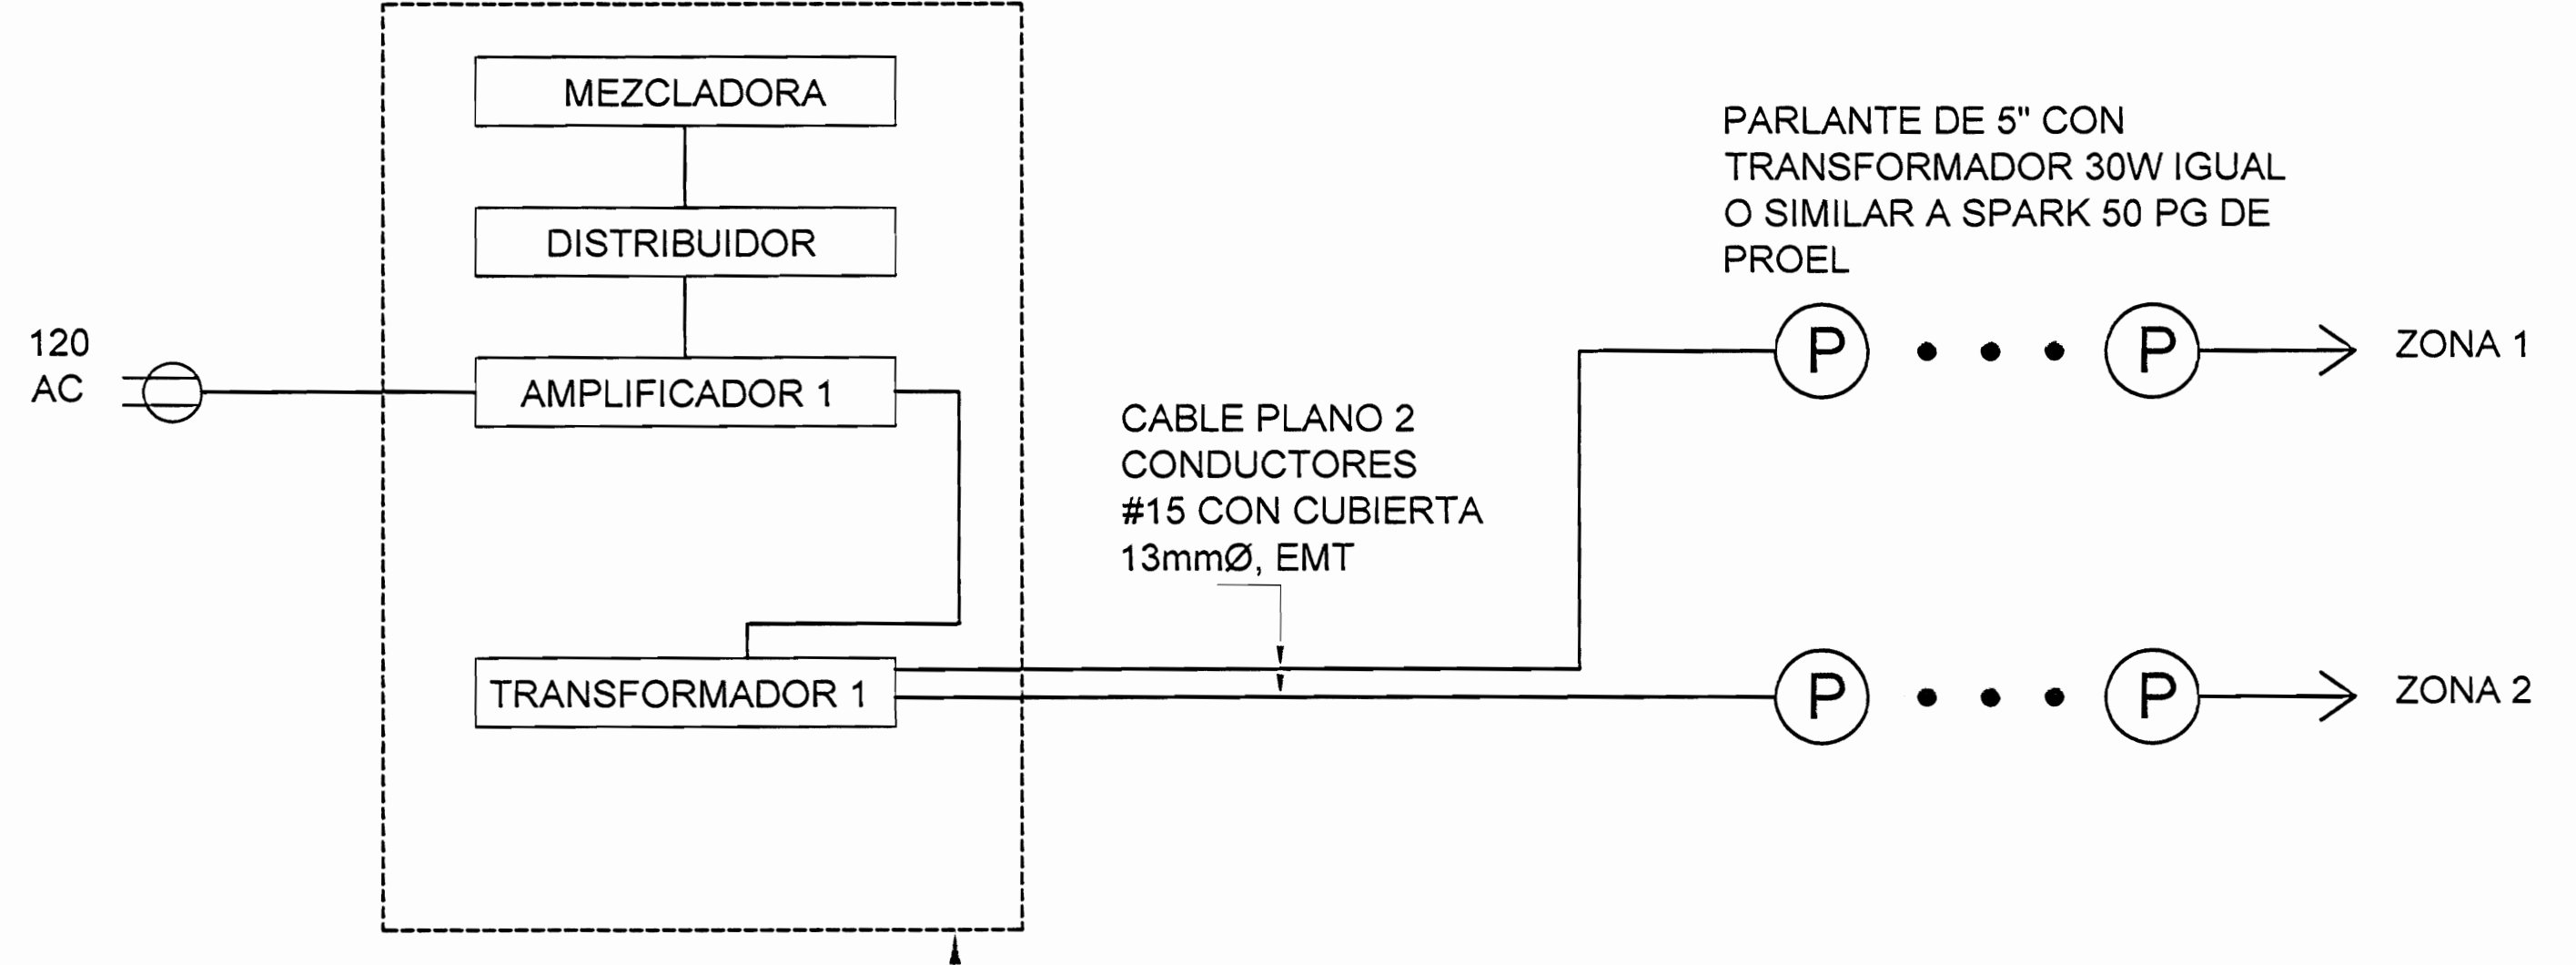 MEZCLADORA
DISTRIBUIDOR
120
AC
AMPLIFICADOR 1
TRANSFORMADOR 1
CABLE PLANO 2
CONDUCTORES
#15 CON CUBIERTA
13mmØ, EMT
PARLANTE DE 5" CON
TRANSFORMADOR 30W IGUAL
O SIMILAR A SPARK 50 PG DE
PROEL
P
P
ZONA 1
P
P
ZONA 2